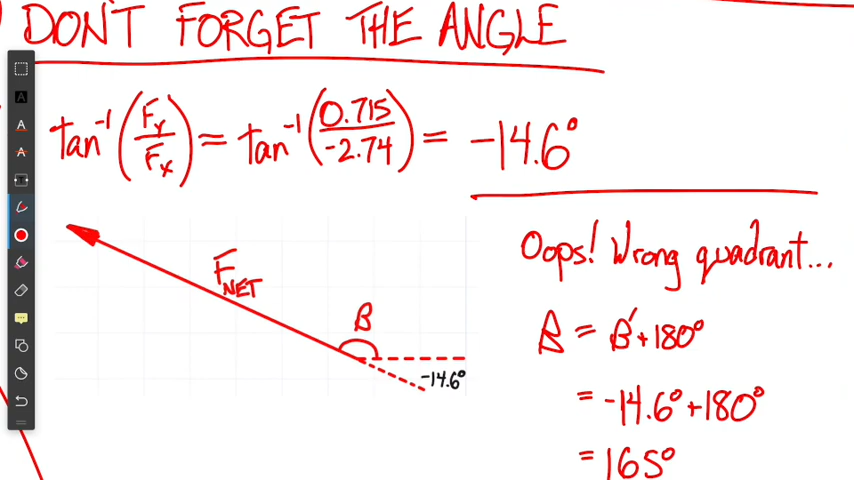 DON'T FORGET THE ANGLE
tan⁻¹(Fy/Fx) = tan⁻¹(0.715/-2.74) = -14.6°
Oops! Wrong quadrant...
FNET
B
B = B'+180°
-14.6°
= -14.6°+180°
= 165°